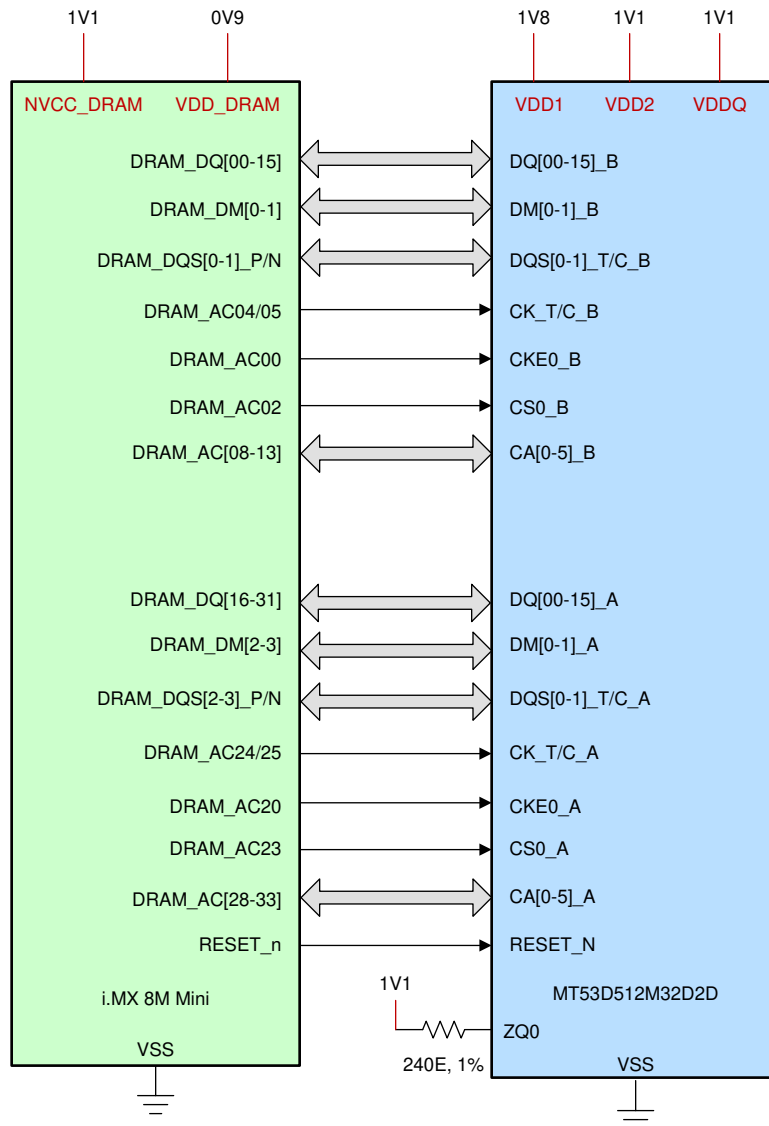 1V1 0V9 1V8 1V1 1V1
NVCC_DRAM VDD_DRAM VDD1 VDD2 VDDQ
DRAM_DQ[00-15] DQ[00-15]_B
DRAM_DM[0-1] DM[0-1]_B
DRAM_DQS[0-1]_P/N DQS[0-1]_T/C_B
DRAM_AC04/05 CK_T/C_B
DRAM_AC00 CKE0_B
DRAM_AC02 CS0_B
DRAM_AC[08-13] CA[0-5]_B
DRAM_DQ[16-31] DQ[00-15]_A
DRAM_DM[2-3] DM[0-1]_A
DRAM_DQS[2-3]_P/N DQS[0-1]_T/C_A
DRAM_AC24/25 CK_T/C_A
DRAM_AC20 CKE0_A
DRAM_AC23 CS0_A
DRAM_AC[28-33] CA[0-5]_A
RESET_n RESET_N
i.MX 8M Mini 1V1 MT53D512M32D2D
ZQ0
VSS 240E, 1% VSS